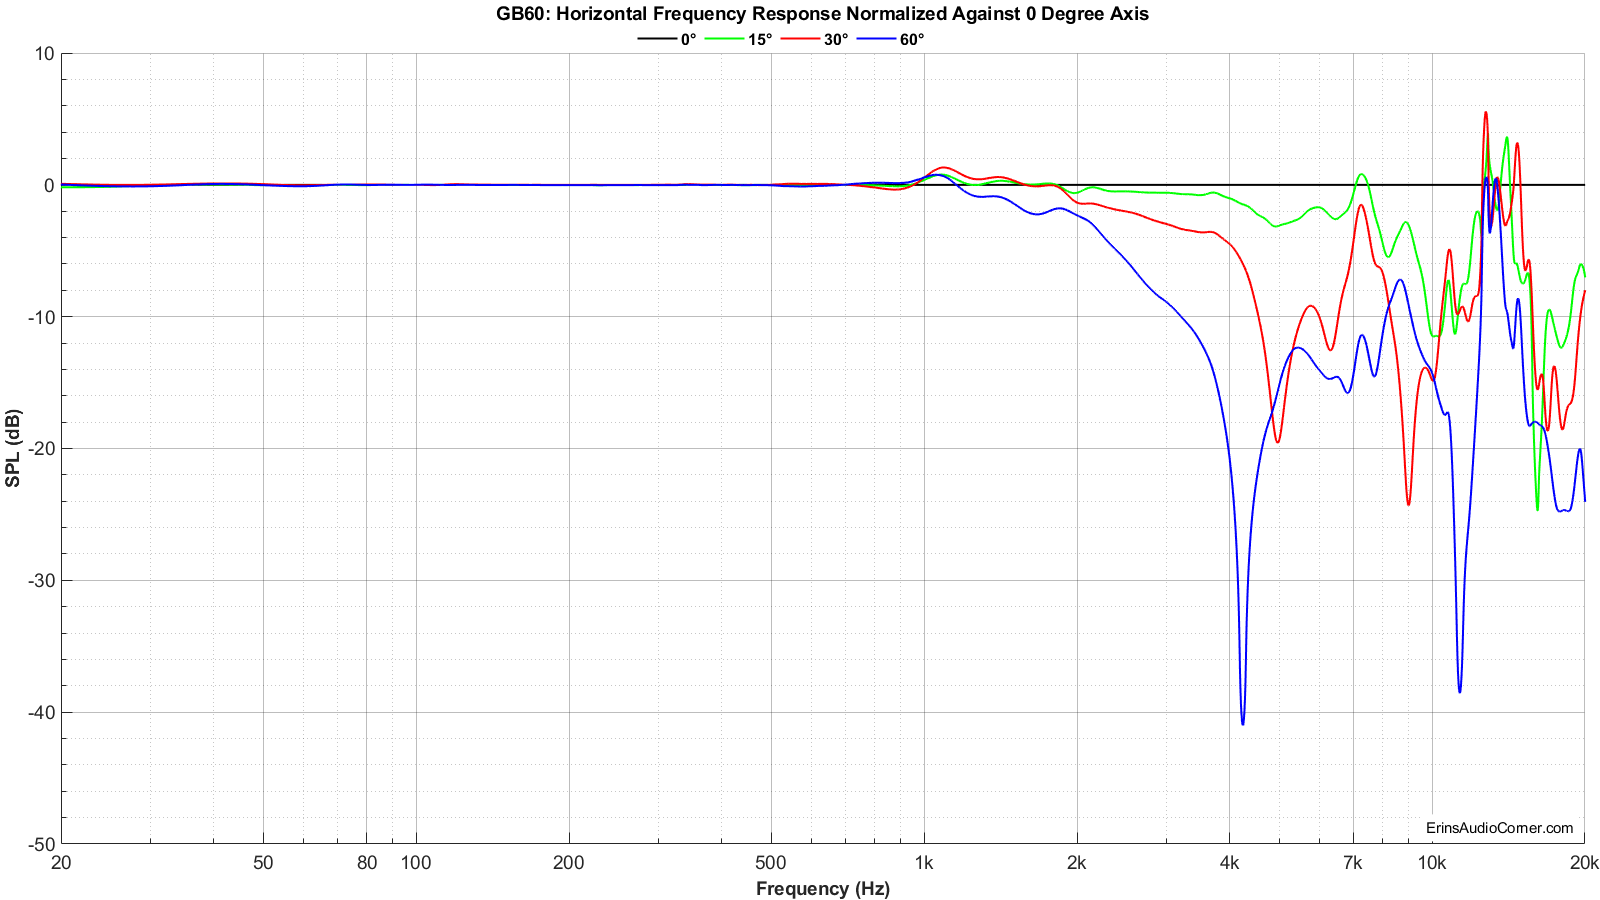 GB60: Horizontal Frequency Response Normalized Against 0 Degree Axis
0° 15° 30° 60°
10
0
-10
-20
-30
-40
-50
SPL (dB)
20 50 80 100 200 500 1k 2k 4k 7k 10k 20k
Frequency (Hz)
ErinsAudioCorner.com